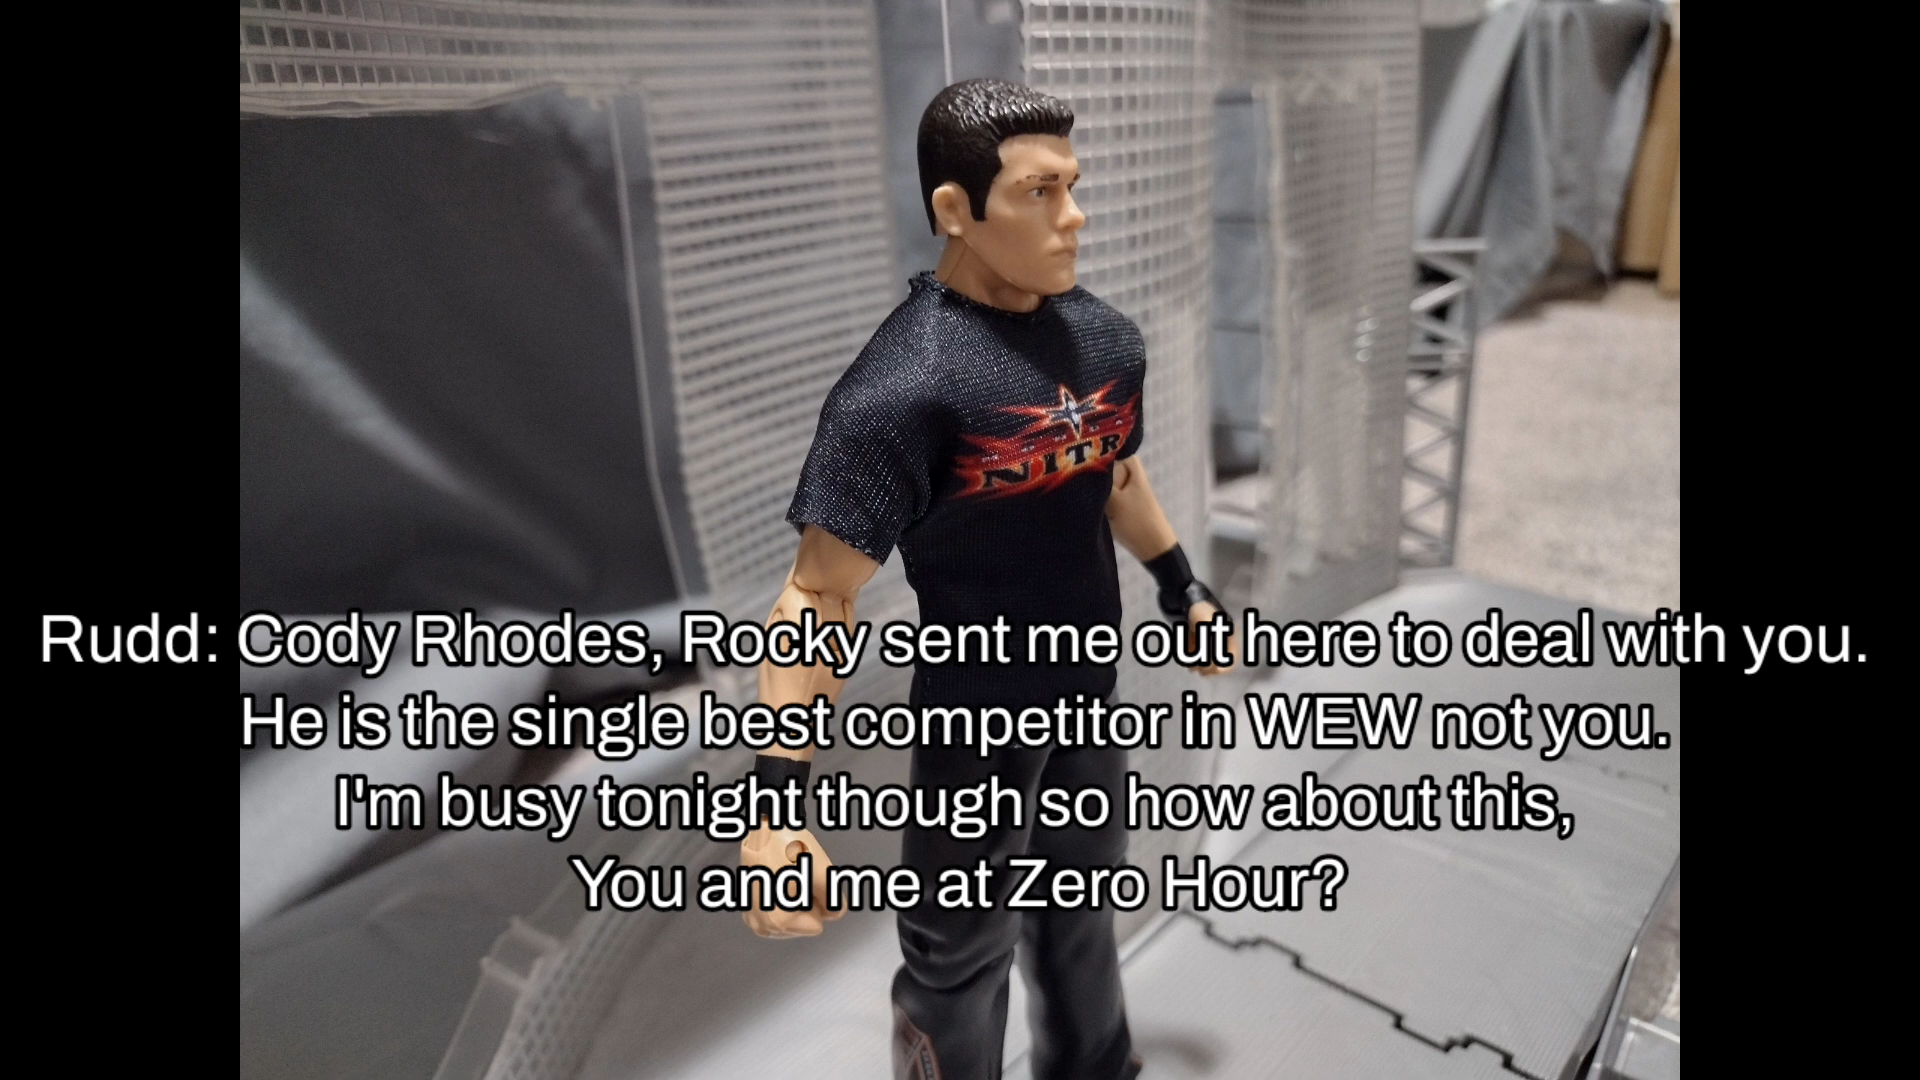 NITR
Rudd: Cody Rhodes, Rocky sent me out here to deal with you.
He is the single best competitor in WEW not you.
I'm busy tonight though so how about this,
You and me at Zero Hour?